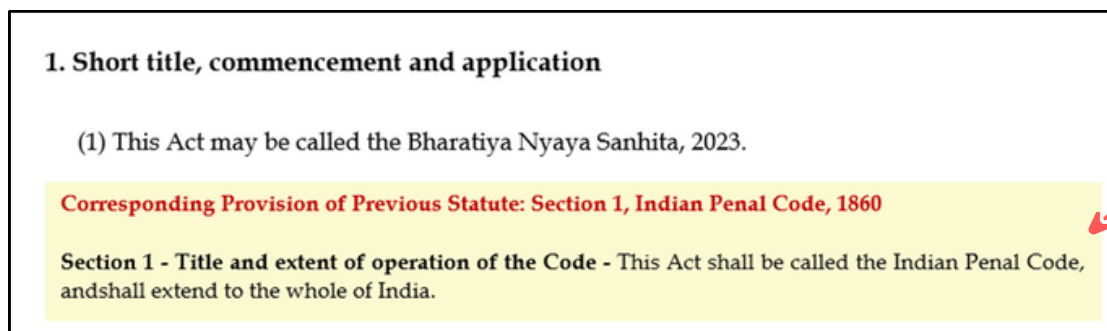 1. Short title, commencement and application
(1) This Act may be called the Bharatiya Nyaya Sanhita, 2023.
Corresponding Provision of Previous Statute: Section 1, Indian Penal Code, 1860
Section 1 - Title and extent of operation of the Code - This Act shall be called the Indian Penal Code,
andshall extend to the whole of India.